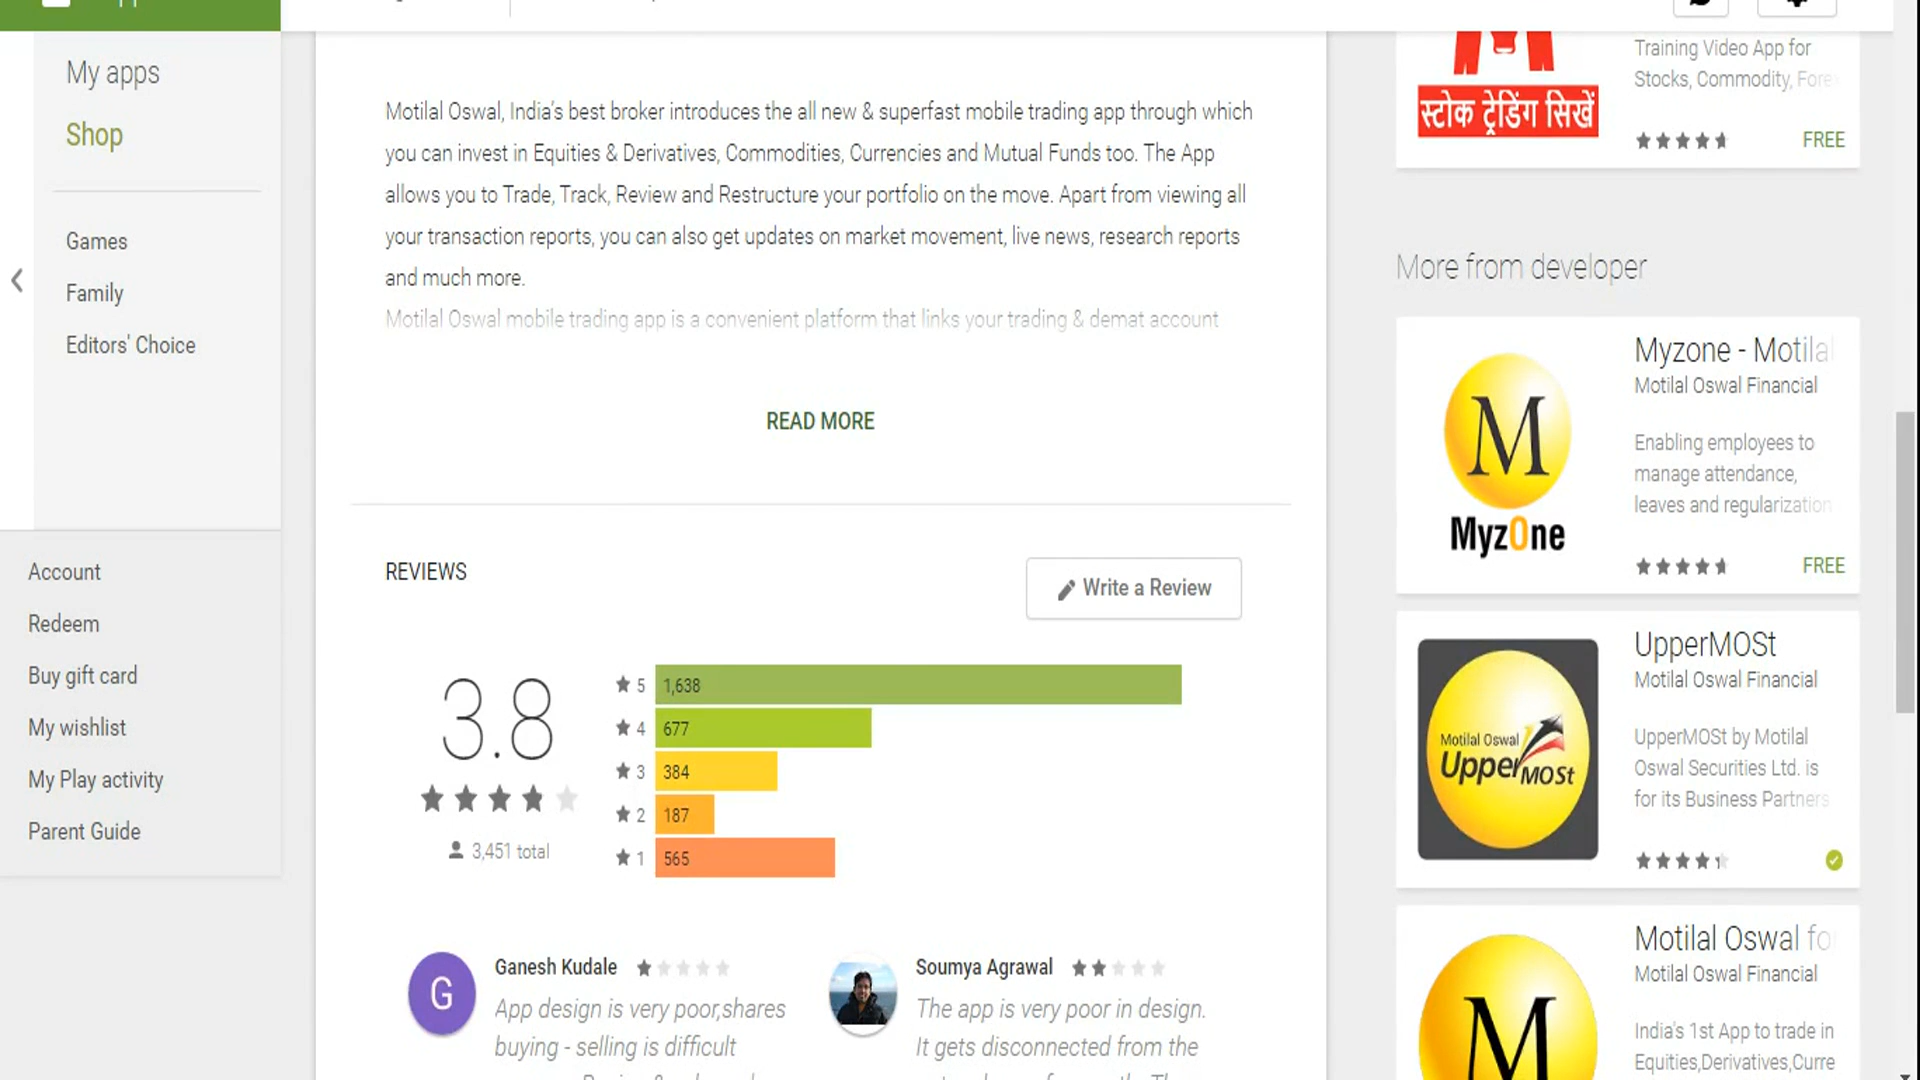 My apps
Shop
Games
Family
Editors' Choice
Account
Redeem
Buy gift card
My wishlist
My Play activity
Parent Guide
Motilal Oswal, India's best broker introduces the all new & superfast mobile trading app through which
you can invest in Equities & Derivatives, Commodities, Currencies and Mutual Funds too. The App
allows you to Trade, Track, Review and Restructure your portfolio on the move. Apart from viewing all
your transaction reports, you can also get updates on market movement, live news, research reports
and much more.
Motilal Oswal mobile trading app is a convenient platform that links your trading & demat account
READ MORE
REVIEWS
Write a Review
3.8
3,451 total
5 1,638
4 677
3 384
2 187
1 565
G
Ganesh Kudale
App design is very poor,shares
buying - selling is difficult
Soumya Agrawal
The app is very poor in design.
It gets disconnected from the
स्टोक ट्रेडिंग सिखें
Training Video App for
Stocks, Commodity, Fore
FREE
More from developer
M
MyzOne
Myzone - Motila
Motilal Oswal Financial
Enabling employees to
manage attendance,
leaves and regularization
FREE
Motilal Oswal
UpperMOSt
UpperMOSt
Motilal Oswal Financial
UpperMOSt by Motilal
Oswal Securities Ltd. is
for its Business Partners
M
Motilal Oswal fo
Motilal Oswal Financial
India's 1st App to trade in
Equities,Derivatives,Curre